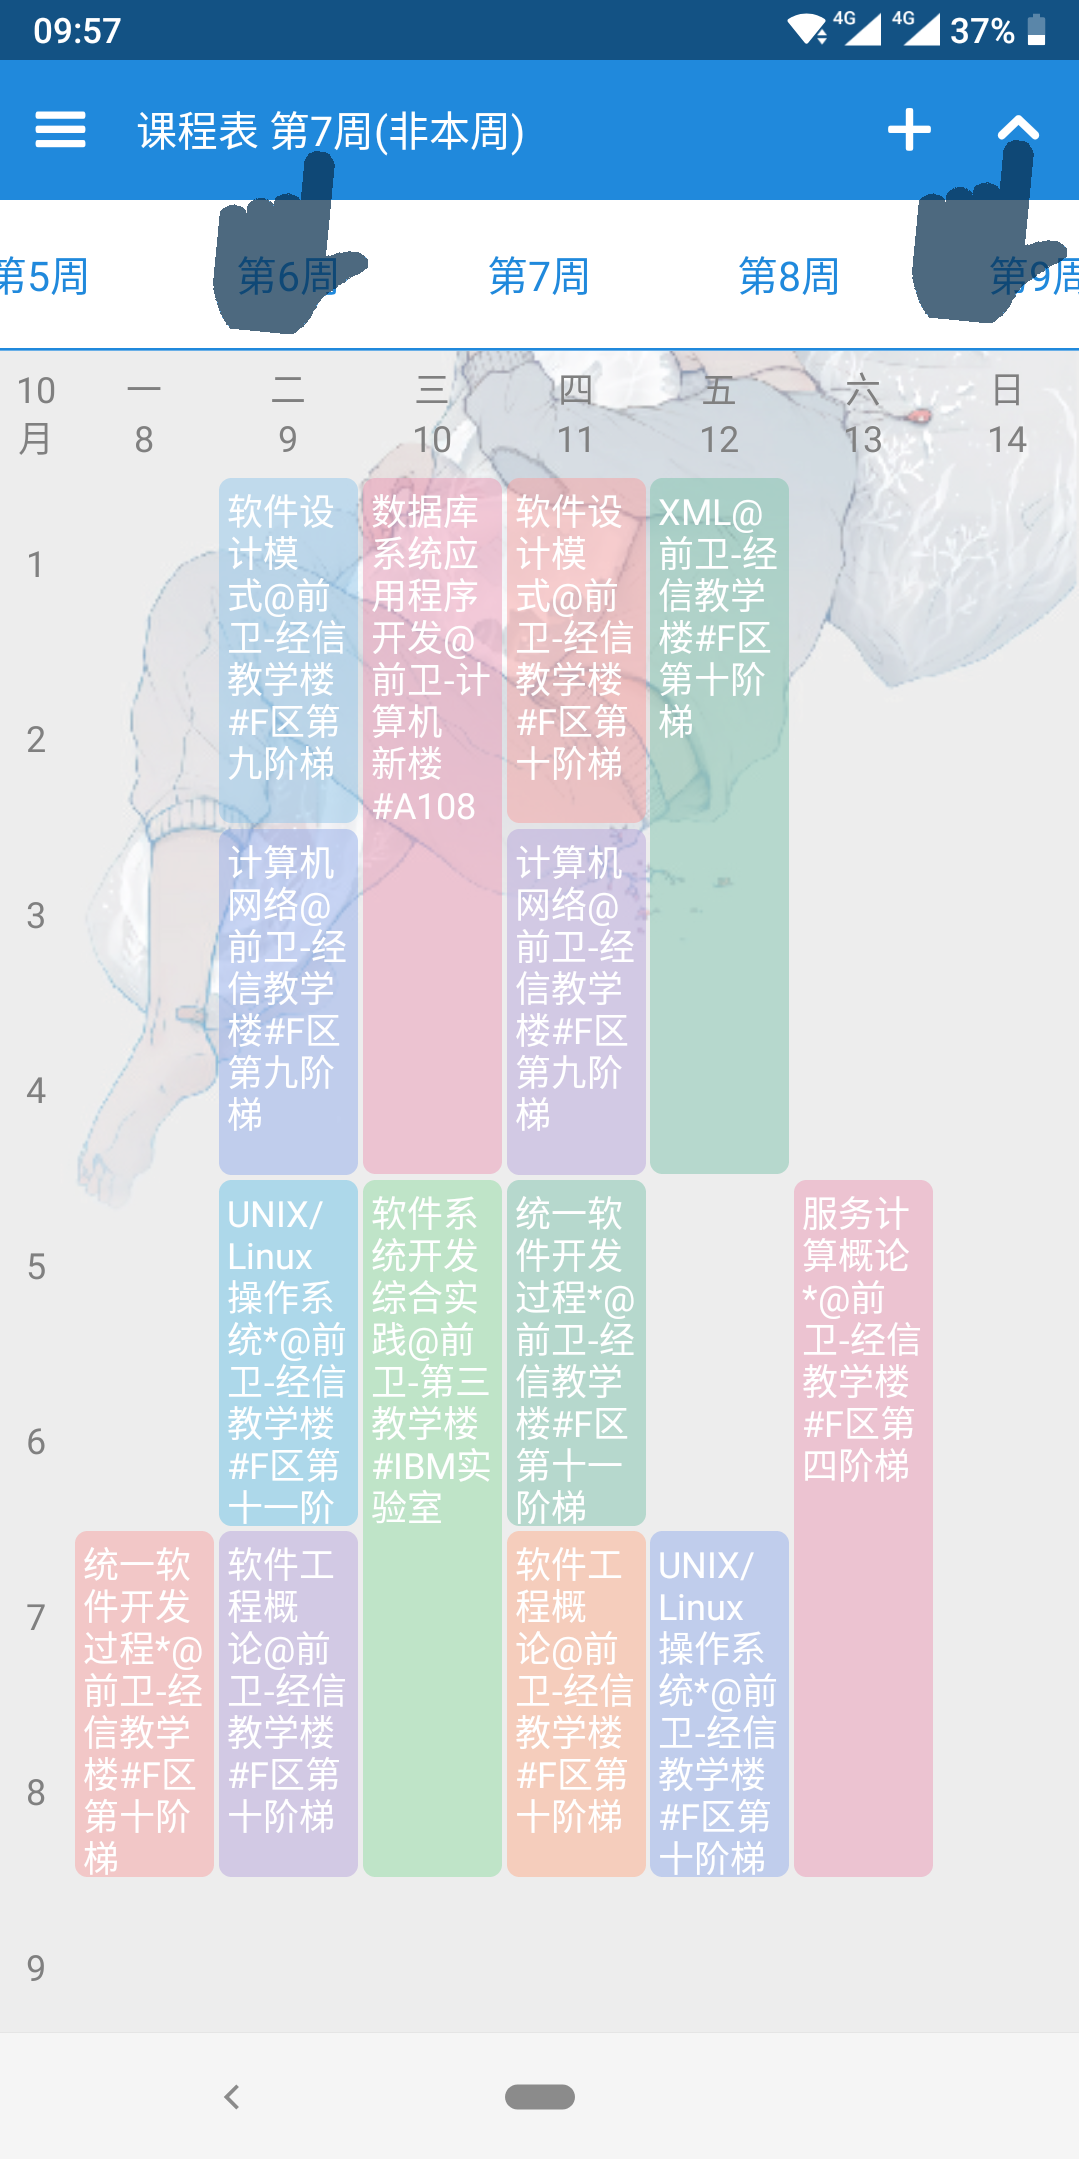 09:57 4G 4G 37%
课程表 第7周(非本周)
第5周 第6周 第7周 第8周 第9周
10 一 二 三 四 五 六 日
月 8 9 10 11 12 13 14
1
2
3
4
5
6
7
8
9
统一软
件开发
过程*@
前卫-经
信教学
楼#F区
第十阶
梯
软件设
计模
式@前
卫-经信
教学楼
#F区第
九阶梯
计算机
网络@
前卫-经
信教学
楼#F区
第九阶
梯
UNIX/
Linux
操作系
统*@前
卫-经信
教学楼
#F区第
十一阶
软件工
程概
论@前
卫-经信
教学楼
#F区第
十阶梯
数据库
系统应
用程序
开发@
前卫-计
算机
新楼
#A108
软件系
统开发
综合实
践@前
卫-第三
教学楼
#IBM实
验室
软件设
计模
式@前
卫-经信
教学楼
#F区第
十阶梯
计算机
网络@
前卫-经
信教学
楼#F区
第九阶
梯
统一软
件开发
过程*@
前卫-经
信教学
楼#F区
第十一
阶梯
软件工
程概
论@前
卫-经信
教学楼
#F区第
十阶梯
XML@
前卫-经
信教学
楼#F区
第十阶
梯
UNIX/
Linux
操作系
统*@前
卫-经信
教学楼
#F区第
十阶梯
服务计
算概论
*@前
卫-经信
教学楼
#F区第
四阶梯